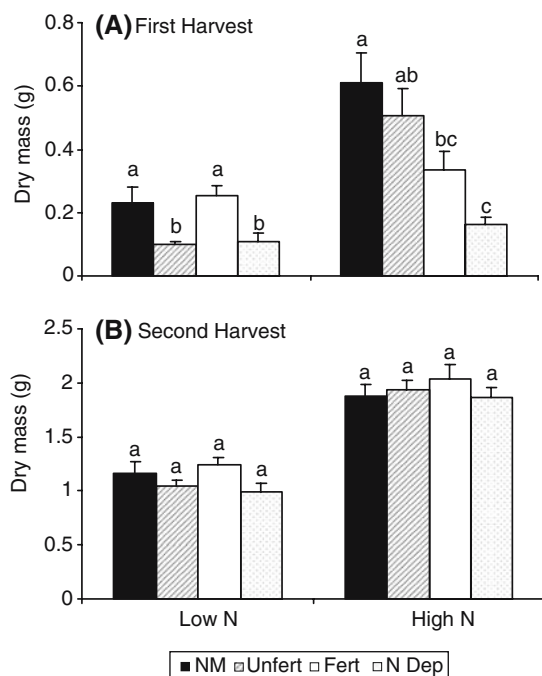 (A) First Harvest
Dry mass (g)
0.8
0.6
0.4
0.2
0
a
b
a
b
a
ab
bc
c
(B) Second Harvest
Dry mass (g)
2.5
2
1.5
1
0.5
0
a
a
a
a
a
a
a
a
Low N
High N
NM Unfert Fert N Dep